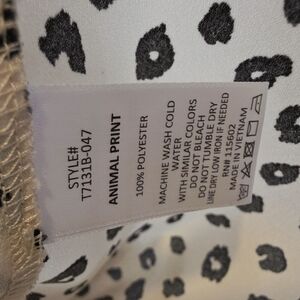 STYLE#
T7131B-047
ANIMAL PRINT
100% POLYESTER
MACHINE WASH COLD
WATER
WITH SIMILAR COLORS
DO NOT BLEACH
DO NOT TUMBLE DRY
LINE DRY LOW IRON IF NEEDED
RN# 115602
MADE IN VIETNAM